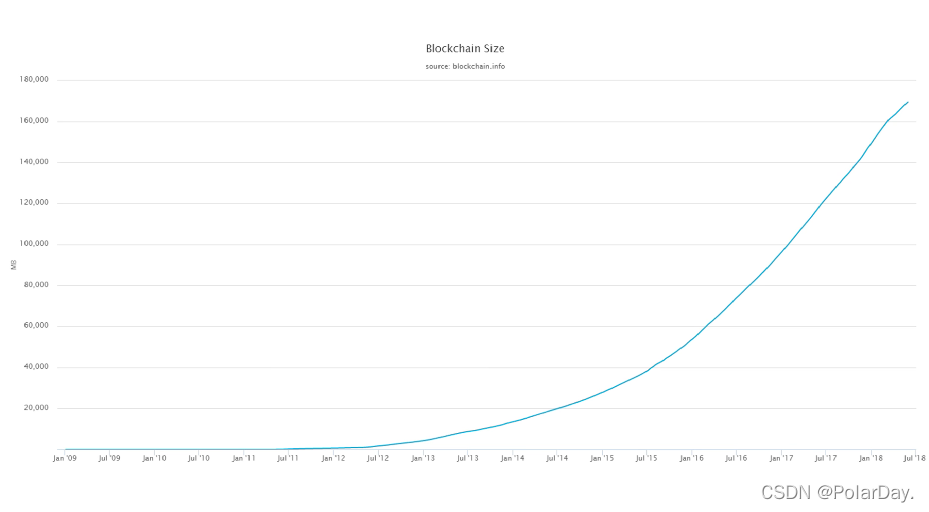 Blockchain Size
source: blockchain.info
180,000
160,000
140,000
120,000
100,000
MB
80,000
60,000
40,000
20,000
Jan '09 Jul '09 Jan '10 Jul '10 Jan '11 Jul '11 Jan '12 Jul '12 Jan '13 Jul '13 Jan '14 Jul '14 Jan '15 Jul '15 Jan '16 Jul '16 Jan '17 Jul '17 Jan '18 Jul '18
CSDN @PolarDay.